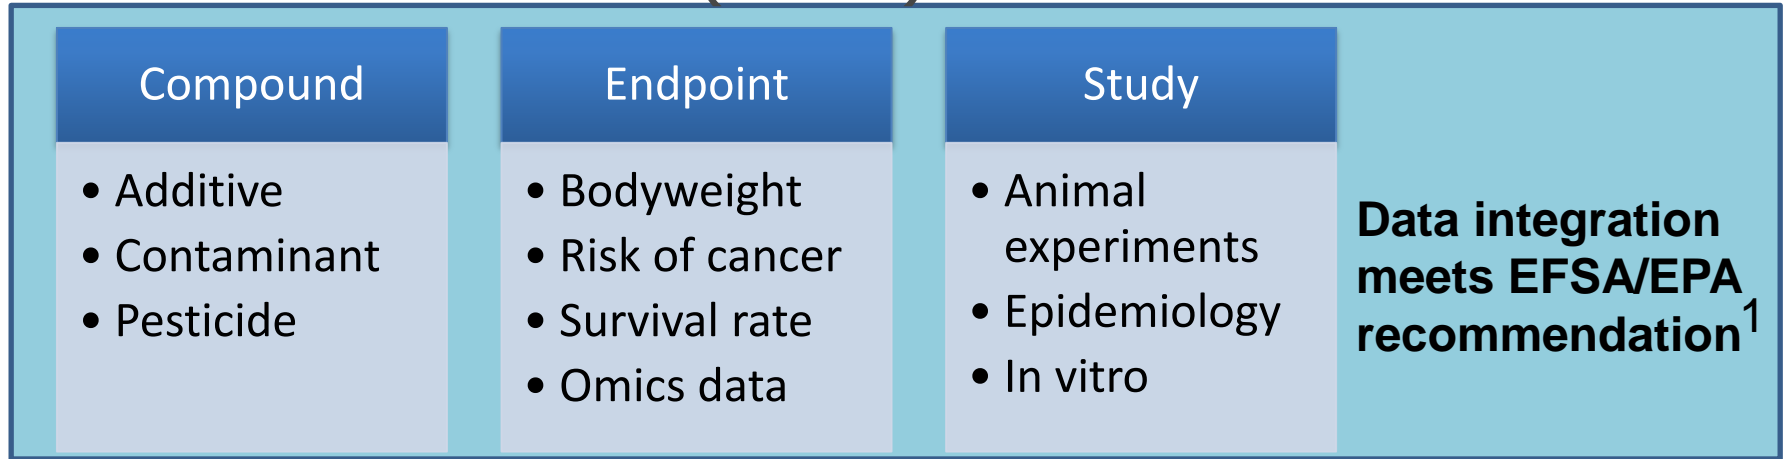 Compound
• Additive
• Contaminant
• Pesticide
Endpoint
• Bodyweight
• Risk of cancer
• Survival rate
• Omics data
Study
• Animal
experiments
• Epidemiology
• In vitro
Data integration
meets EFSA/EPA
recommendation1